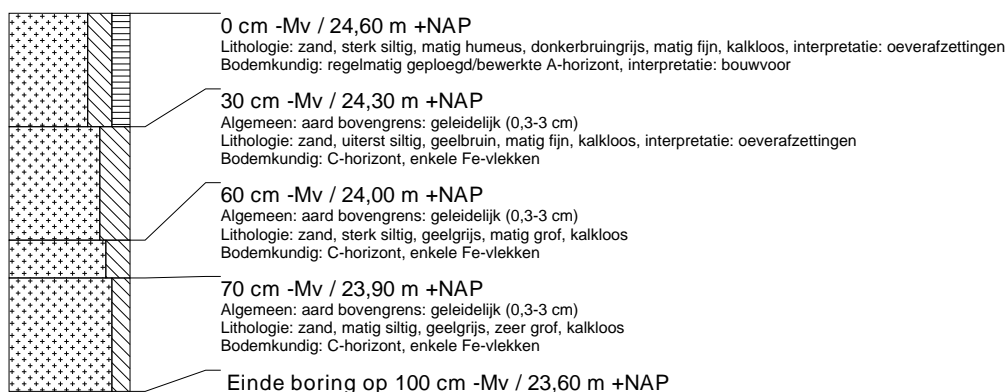 0 cm -Mv / 24,60 m +NAP
Lithologie: zand, sterk siltig, matig humeus, donkerbruingrijs, matig fijn, kalkloos, interpretatie: oeverafzettingen
Bodemkundig: regelmatig geploegd/bewerkte A-horizont, interpretatie: bouwvoor
30 cm -Mv / 24,30 m +NAP
Algemeen: aard bovengrens: geleidelijk (0,3-3 cm)
Lithologie: zand, uiterst siltig, geelbruin, matig fijn, kalkloos, interpretatie: oeverafzettingen
Bodemkundig: C-horizont, enkele Fe-vlekken
60 cm -Mv / 24,00 m +NAP
Algemeen: aard bovengrens: geleidelijk (0,3-3 cm)
Lithologie: zand, sterk siltig, geelgrijs, matig grof, kalkloos
Bodemkundig: C-horizont, enkele Fe-vlekken
70 cm -Mv / 23,90 m +NAP
Algemeen: aard bovengrens: geleidelijk (0,3-3 cm)
Lithologie: zand, matig siltig, geelgrijs, zeer grof, kalkloos
Bodemkundig: C-horizont, enkele Fe-vlekken
Einde boring op 100 cm -Mv / 23,60 m +NAP